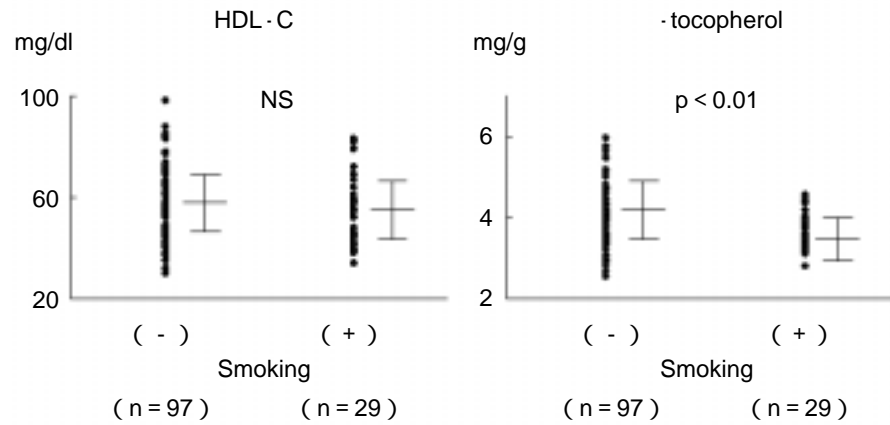 HDL - C
mg/dl
100
NS
60
20
( - ) ( + )
Smoking
( n = 97 ) ( n = 29 )
- tocopherol
mg/g
p < 0.01
6
4
2
( - ) ( + )
Smoking
( n = 97 ) ( n = 29 )